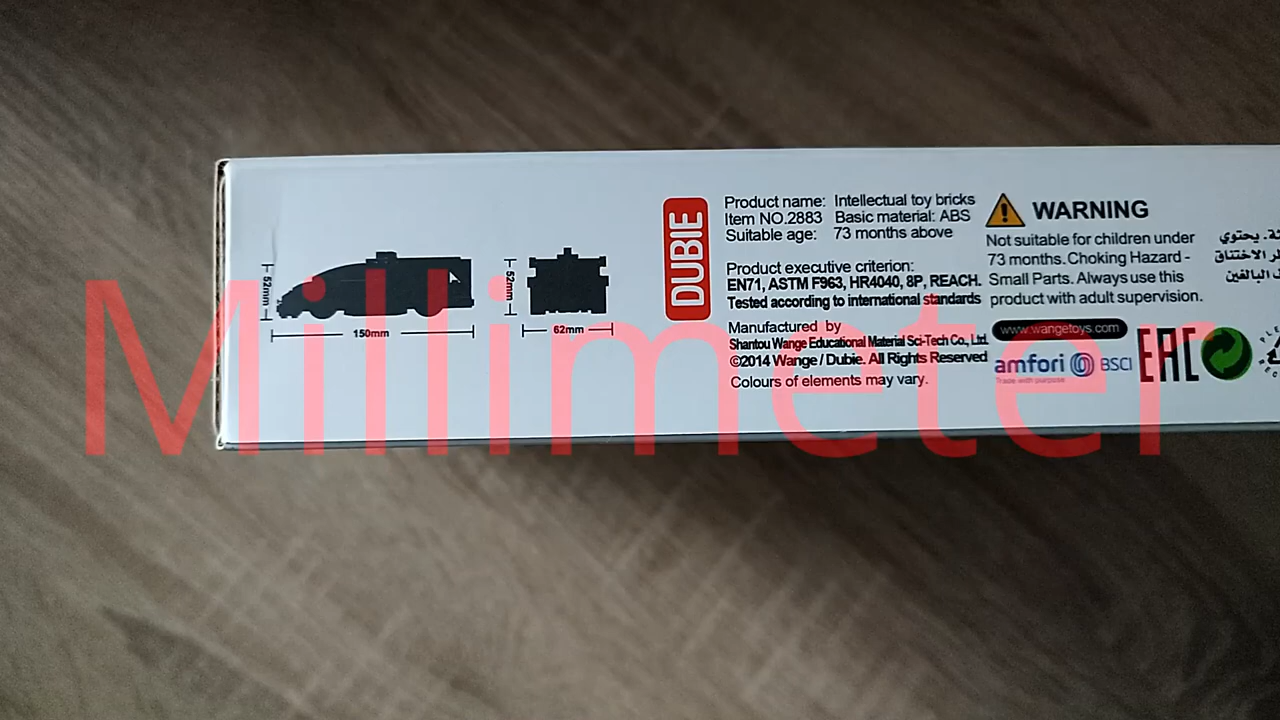 52mm
150mm
52mm
62mm
DUBIE
Product name: Intellectual toy bricks
Item NO.2883 Basic material: ABS
Suitable age: 73 months above
Product executive criterion:
EN71, ASTM F963, HR4040, 8P, REACH.
Tested according to international standards
Manufactured by
Shantou Wange Educational Material Sci-Tech Co., Ltd.
©2014 Wange / Dubie. All Rights Reserved
Colours of elements may vary.
WARNING
Not suitable for children under
73 months. Choking Hazard -
Small Parts. Always use this
product with adult supervision.
www.wangetoys.com
amfori BSCI
Trade with purpose
EAC
يحتوي
الاختناق
البالغين
Millimeter